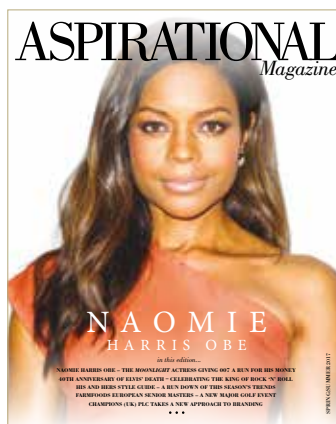 ASPIRATIONAL
Magazine
NAOMIE
HARRIS OBE
in this edition...
NAOMIE HARRIS OBE – THE MOONLIGHT ACTRESS GIVING 007 A RUN FOR HIS MONEY
40TH ANNIVERSARY OF ELVIS' DEATH – CELEBRATING THE KING OF ROCK 'N' ROLL
HIS AND HERS STYLE GUIDE – A RUN DOWN OF THIS SEASON'S TRENDS
FARMFOODS EUROPEAN SENIOR MASTERS – A NEW MAJOR GOLF EVENT
CHAMPIONS (UK) PLC TAKES A NEW APPROACH TO BRANDING
SPRING/SUMMER 2017